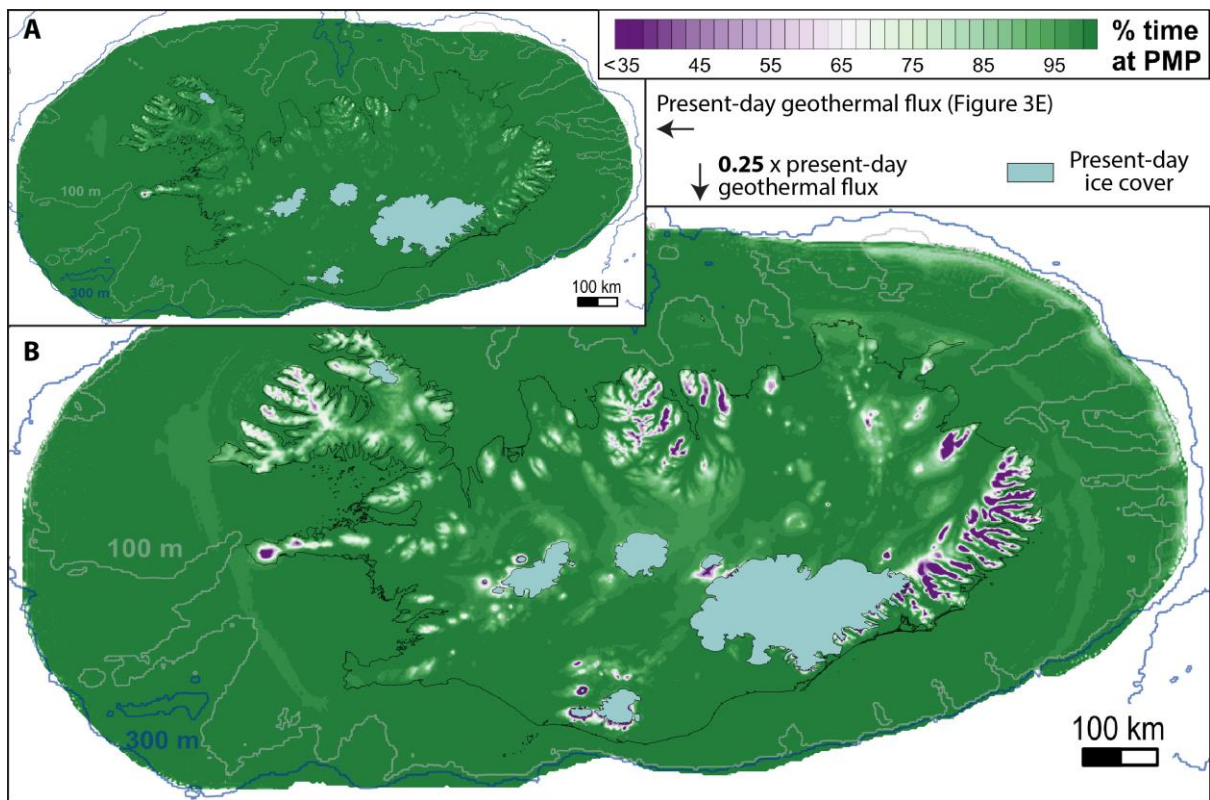 A
% time
at PMP
<35 45 55 65 75 85 95
Present-day geothermal flux (Figure 3E)
0.25 x present-day
geothermal flux
Present-day
ice cover
100 m
300 m
100 km
B
100 m
300 m
100 km